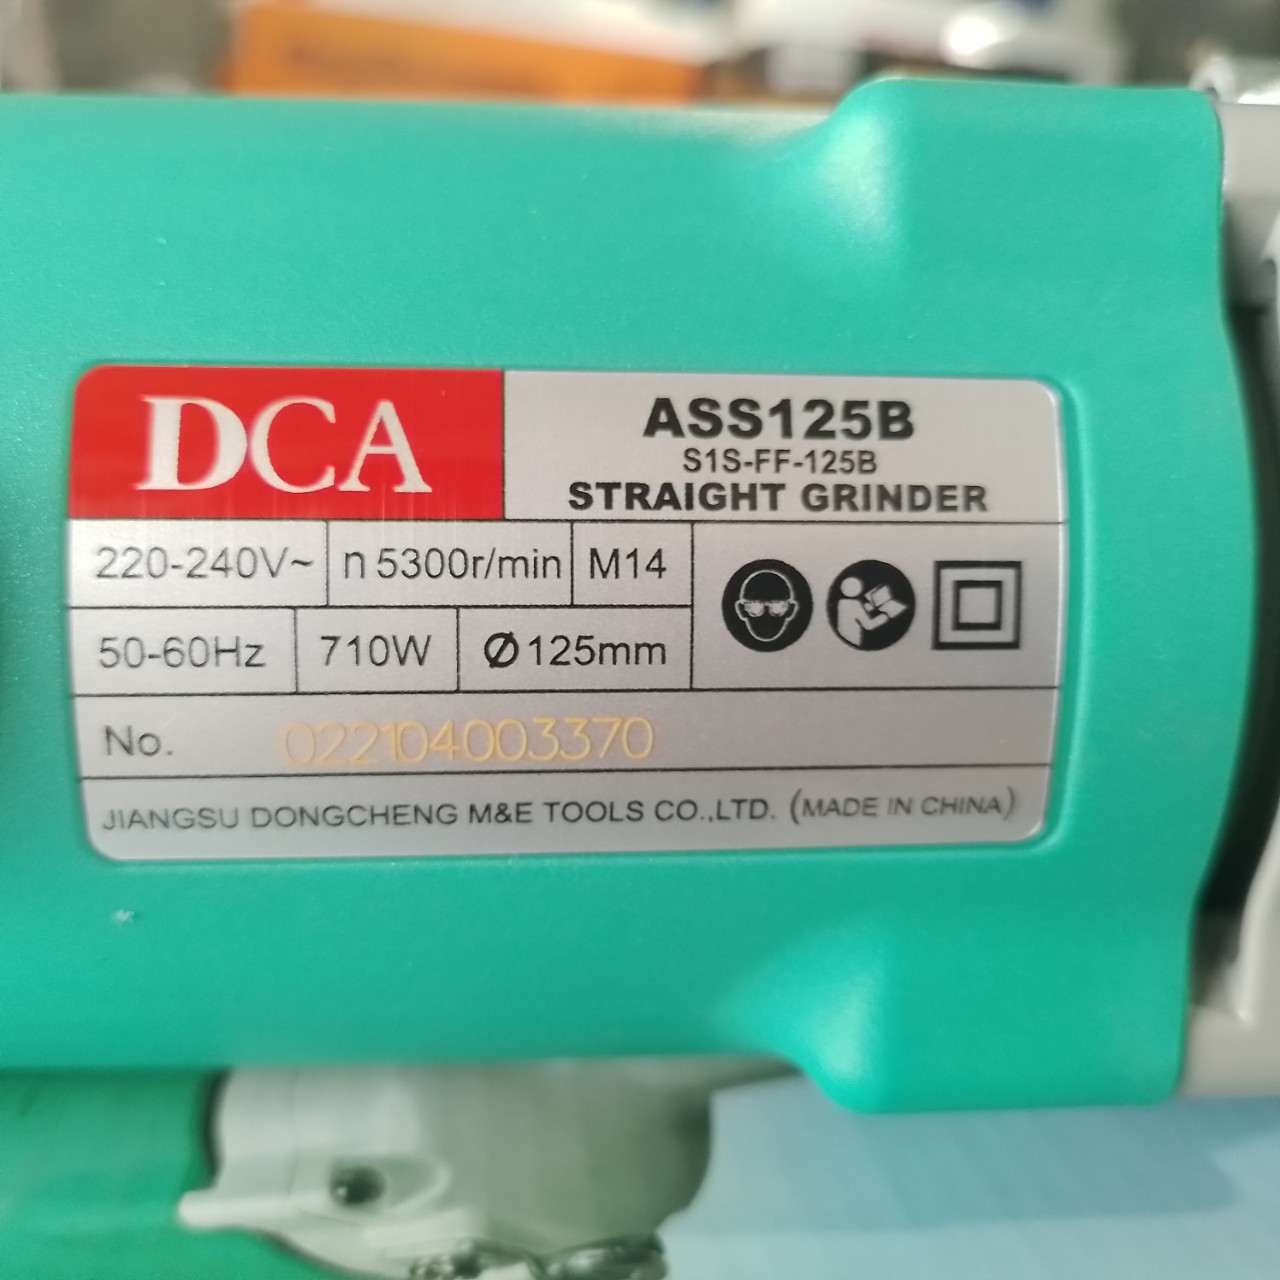 DCA
ASS125B
S1S-FF-125B
STRAIGHT GRINDER
220-240V~ n 5300r/min M14
50-60Hz 710W Ø 125mm
No. 022104003370
JIANGSU DONGCHENG M&E TOOLS CO.,LTD. (MADE IN CHINA)